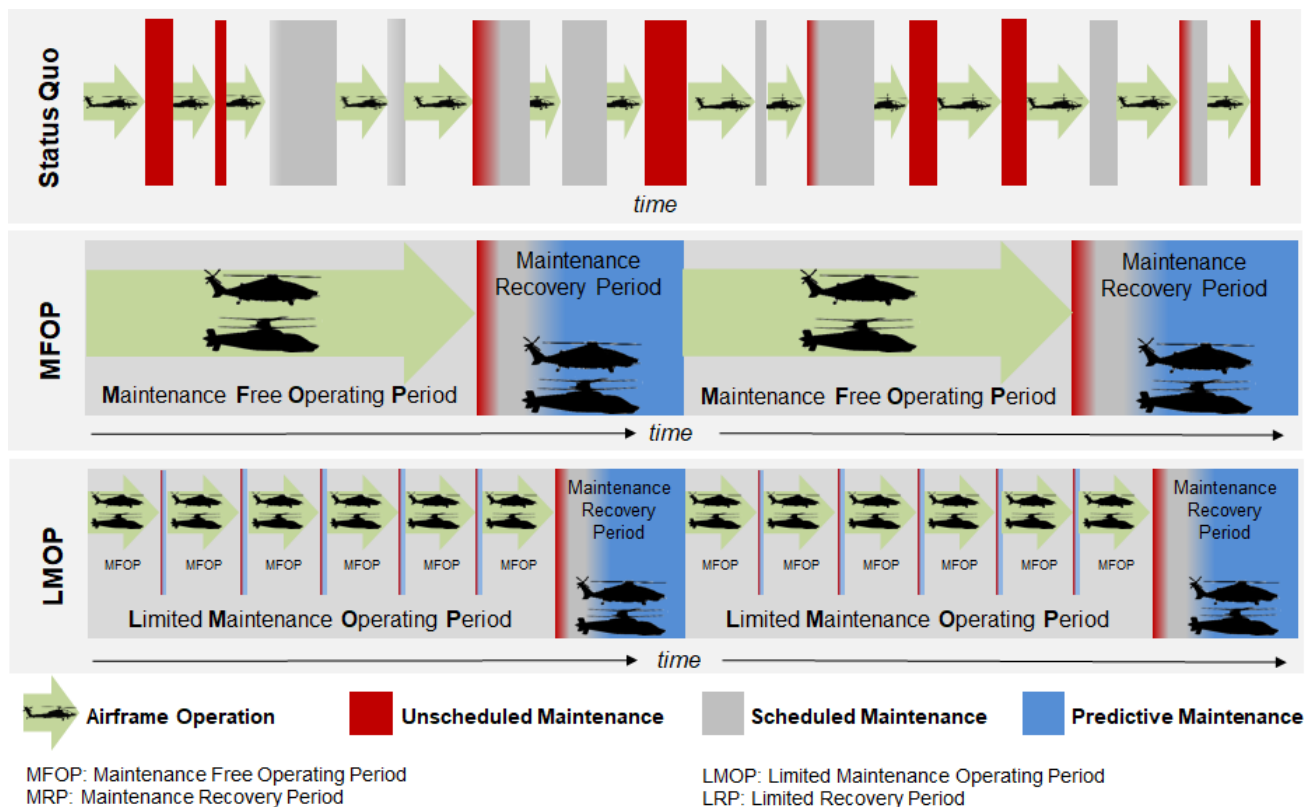 Status Quo
time
MFOP
Maintenance
Recovery Period
Maintenance
Recovery Period
Maintenance Free Operating Period
Maintenance Free Operating Period
time
LMOP
Maintenance
Recovery
Period
Maintenance
Recovery
Period
MFOP MFOP MFOP MFOP MFOP MFOP
MFOP MFOP MFOP MFOP MFOP MFOP
Limited Maintenance Operating Period
Limited Maintenance Operating Period
time
Airframe Operation
Unscheduled Maintenance
Scheduled Maintenance
Predictive Maintenance
MFOP: Maintenance Free Operating Period
MRP: Maintenance Recovery Period
LMOP: Limited Maintenance Operating Period
LRP: Limited Recovery Period